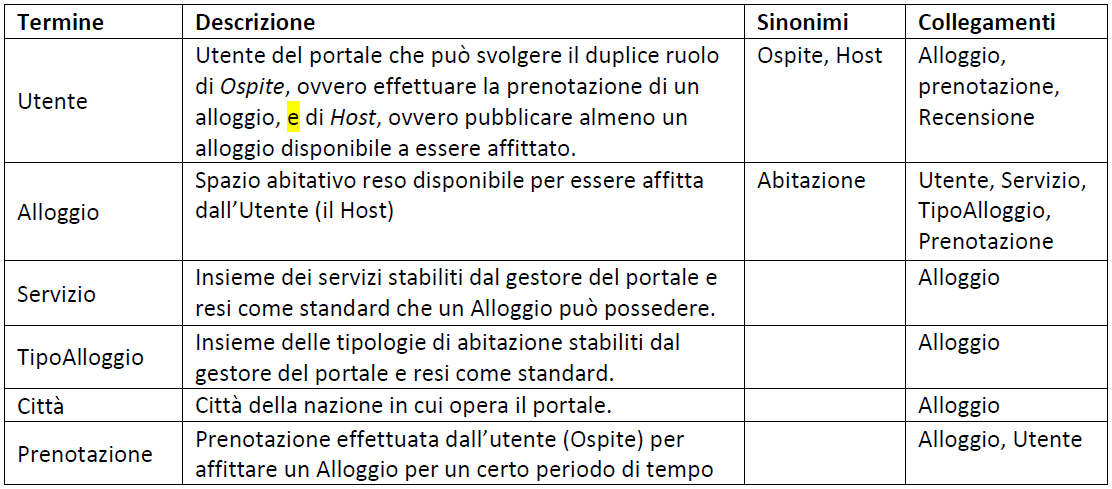 Termine Descrizione Sinonimi Collegamenti
Utente
Utente del portale che può svolgere il duplice ruolo
di Ospite, ovvero effettuare la prenotazione di un
alloggio, e di Host, ovvero pubblicare almeno un
alloggio disponibile a essere affittato.
Ospite, Host
Alloggio,
prenotazione,
Recensione
Alloggio
Spazio abitativo reso disponibile per essere affitta
dall'Utente (il Host)
Abitazione
Utente, Servizio,
TipoAlloggio,
Prenotazione
Servizio
Insieme dei servizi stabiliti dal gestore del portale e
resi come standard che un Alloggio può possedere.
Alloggio
TipoAlloggio
Insieme delle tipologie di abitazione stabiliti dal
gestore del portale e resi come standard.
Alloggio
Città
Città della nazione in cui opera il portale.
Alloggio
Prenotazione
Prenotazione effettuata dall'utente (Ospite) per
affittare un Alloggio per un certo periodo di tempo
Alloggio, Utente